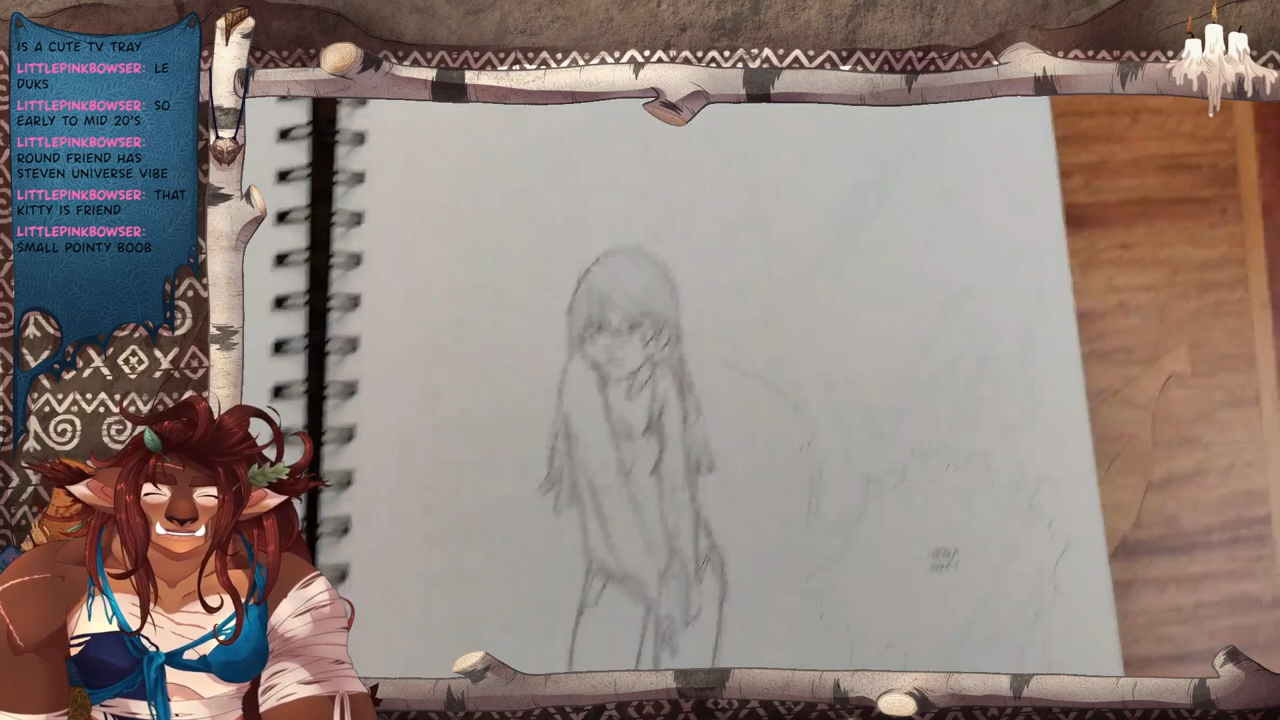 IS A CUTE TV TRAY
LITTLEPINKBOWSER: LE
DUKS
LITTLEPINKBOWSER: SO
EARLY TO MID 20'S
LITTLEPINKBOWSER:
ROUND FRIEND HAS
STEVEN UNIVERSE VIBE
LITTLEPINKBOWSER: THAT
KITTY IS FRIEND
LITTLEPINKBOWSER:
SMALL POINTY BOOB